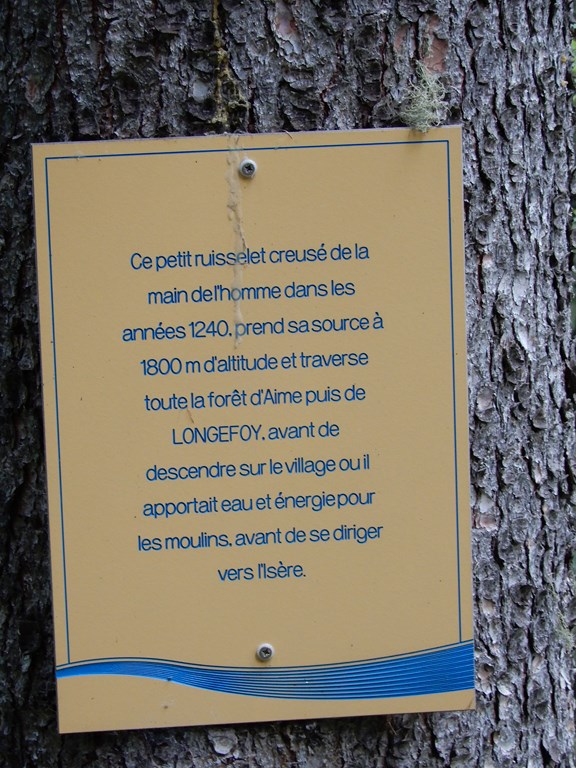 Ce petit ruisselet creusé de la
main de l'homme dans les
années 1240, prend sa source à
1800 m d'altitude et traverse
toute la forêt d'Aime puis de
LONGEFOY, avant de
descendre sur le village ou il
apportait eau et énergie pour
les moulins, avant de se diriger
vers l'Isère.